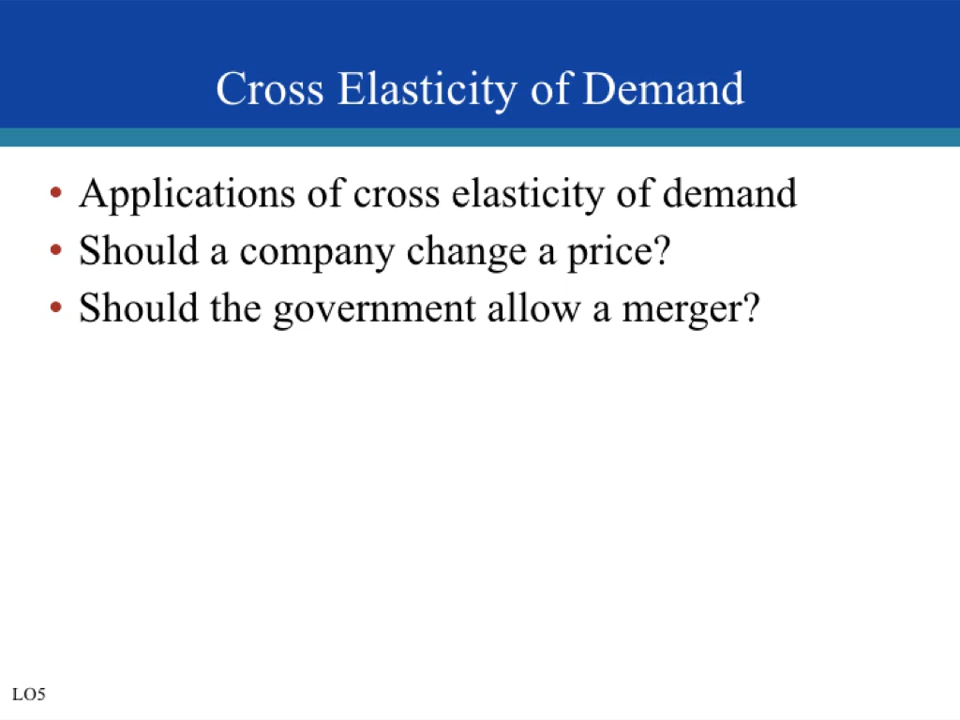 Cross Elasticity of Demand
• Applications of cross elasticity of demand
• Should a company change a price?
• Should the government allow a merger?
LO5